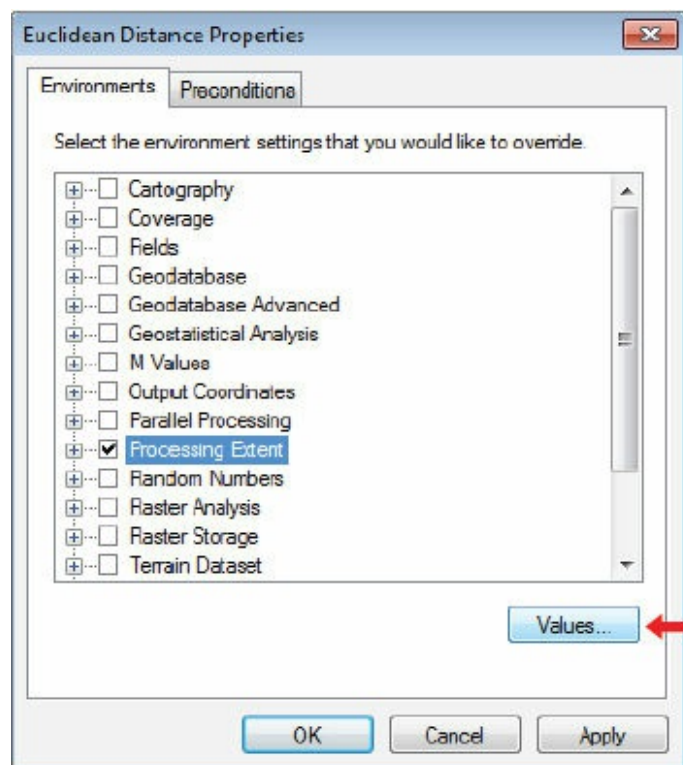 Euclidean Distance Properties
Environments
Preconditions
Select the environment settings that you would like to override.
Cartography
Coverage
Fields
Geodatabase
Geodatabase Advanced
Geostatistical Analysis
M Values
Output Coordinates
Parallel Processing
Processing Extent
Random Numbers
Raster Analysis
Raster Storage
Terrain Dataset
Values...
OK
Cancel
Apply